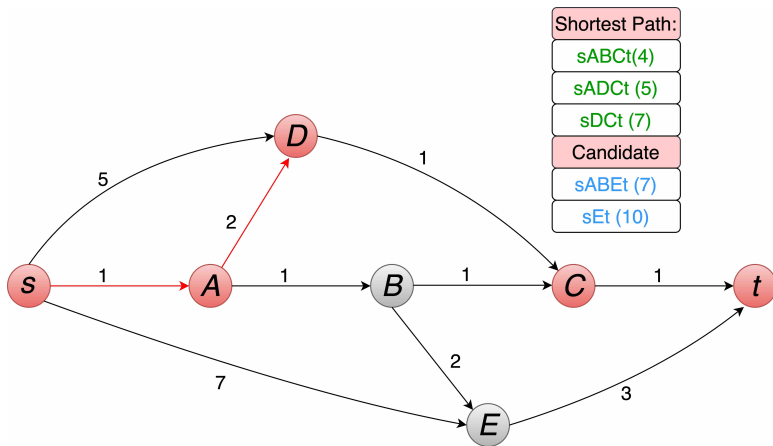 Shortest Path:
sABCt(4)
sADCt (5)
sDCt (7)
Candidate
sABEt (7)
sEt (10)
D
5
1
2
s
1
A
1
B
1
C
1
t
2
7
3
E